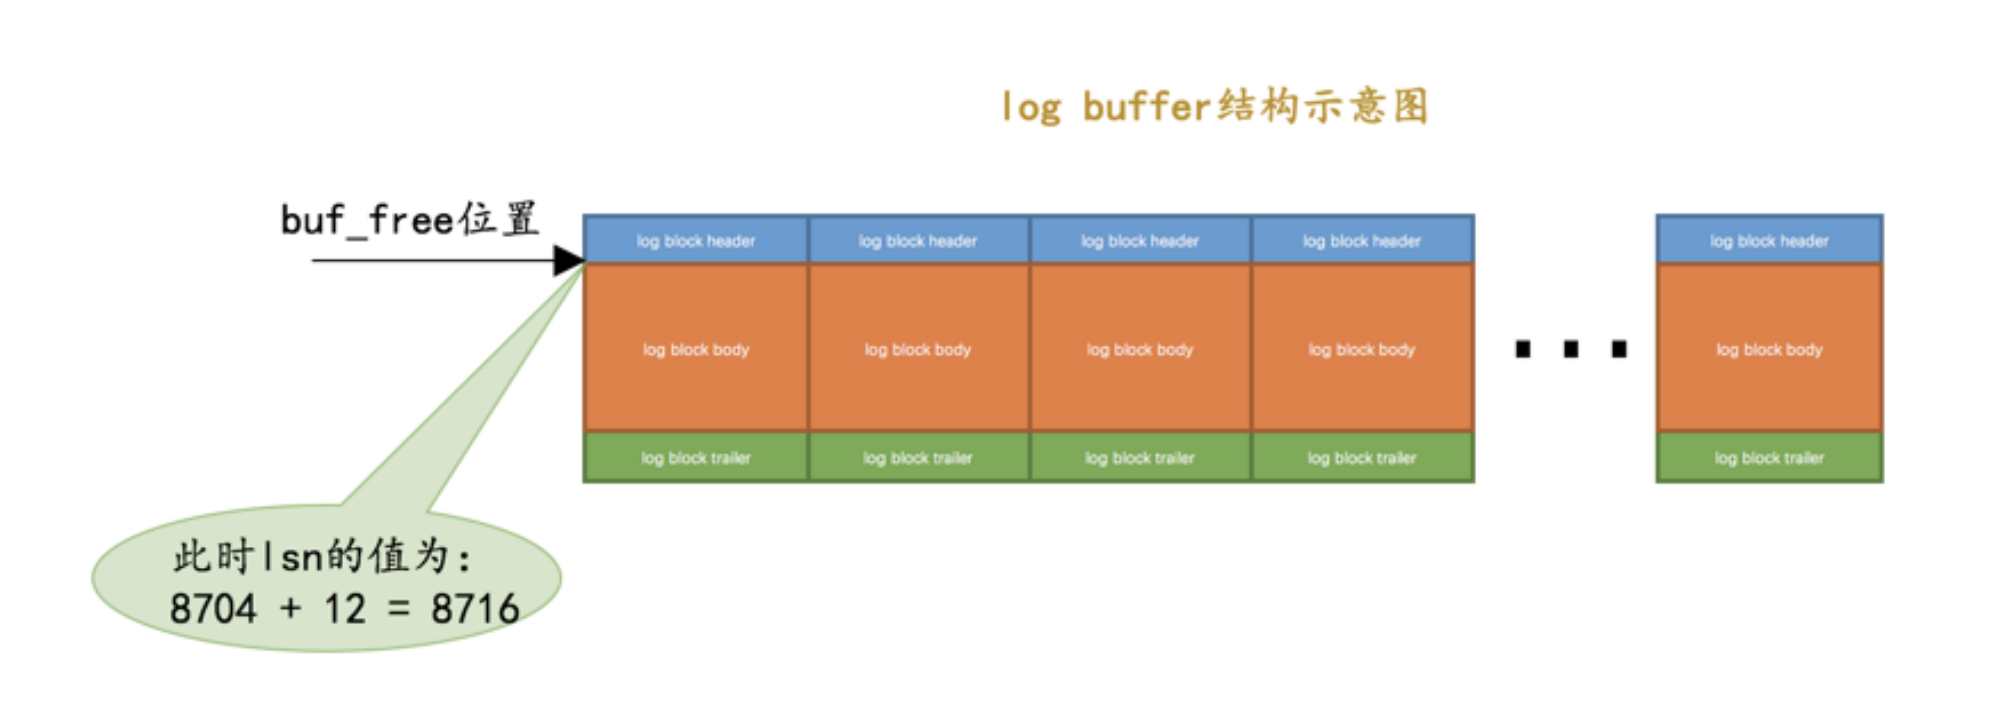 log buffer结构示意图
buf_free位置
log block header log block header log block header log block header log block header
log block body log block body log block body log block body log block body
log block trailer log block trailer log block trailer log block trailer log block trailer
此时lsn的值为：
8704 + 12 = 8716